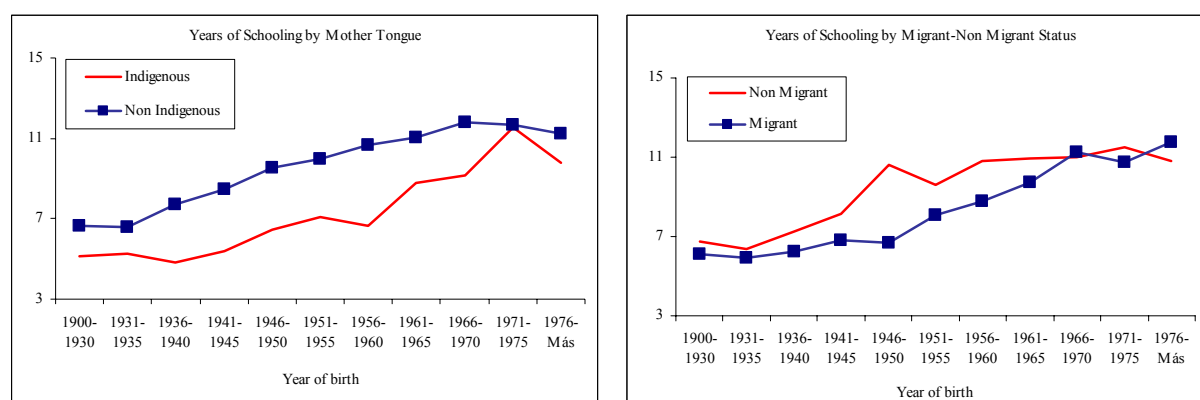 Years of Schooling by Mother Tongue
15
11
7
3
Indigenous
Non Indigenous
1900- 1931- 1936- 1941- 1946- 1951- 1956- 1961- 1966- 1971- 1976-
1930 1935 1940 1945 1950 1955 1960 1965 1970 1975 Más
Year of birth
Years of Schooling by Migrant-Non Migrant Status
15
11
7
3
Non Migrant
Migrant
1900- 1931- 1936- 1941- 1946- 1951- 1956- 1961- 1966- 1971- 1976-
1930 1935 1940 1945 1950 1955 1960 1965 1970 1975 Más
Year of birth